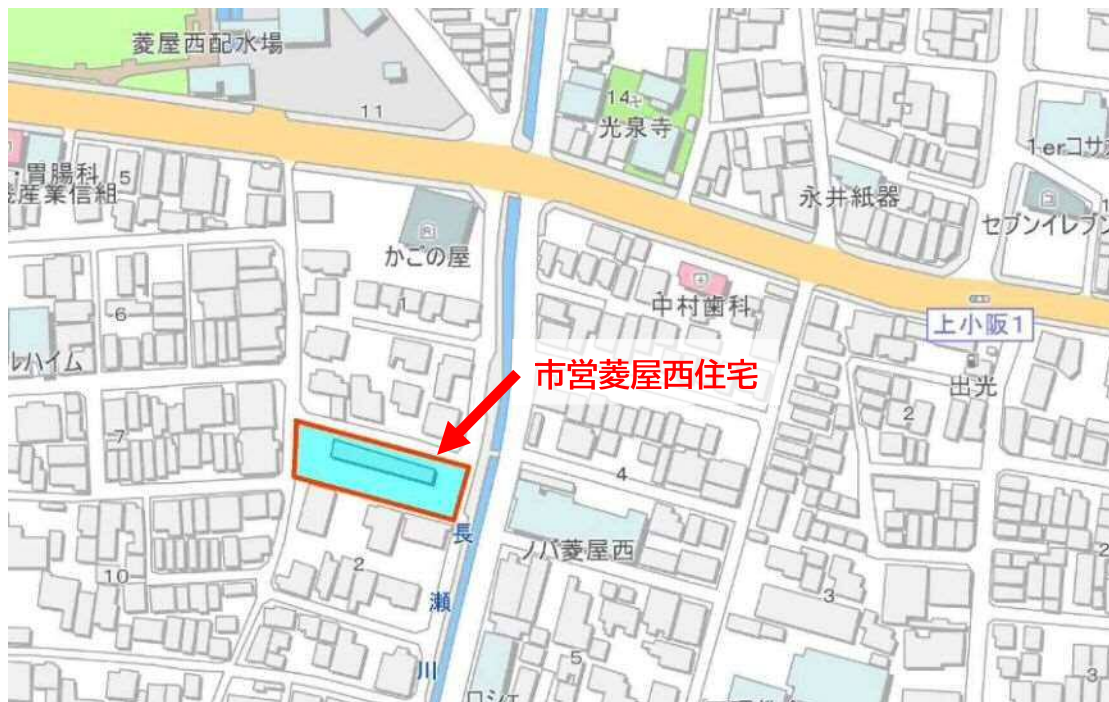 菱屋西配水場
11
14
光泉寺
1erコサ
・胃腸科
産業信組
5
永井紙器
セブンイレブン
かごの屋
1
6
中村歯科
上小阪1
ルハイム
市営菱屋西住宅
出光
2
7
4
長瀬川
ノバ菱屋西
2
10
2
3
5
3